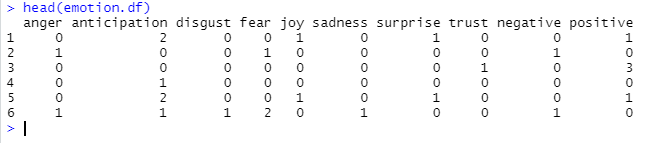 > head(emotion.df)
  anger anticipation disgust fear joy sadness surprise trust negative positive
1     0            2       0    0   1       0        1     0        0        1
2     1            0       0    1   0       0        0     0        1        0
3     0            0       0    0   0       0        0     1        0        3
4     0            1       0    0   0       0        0     0        0        0
5     0            2       0    0   1       0        1     0        0        1
6     1            1       1    2   0       1        0     0        1        0
>